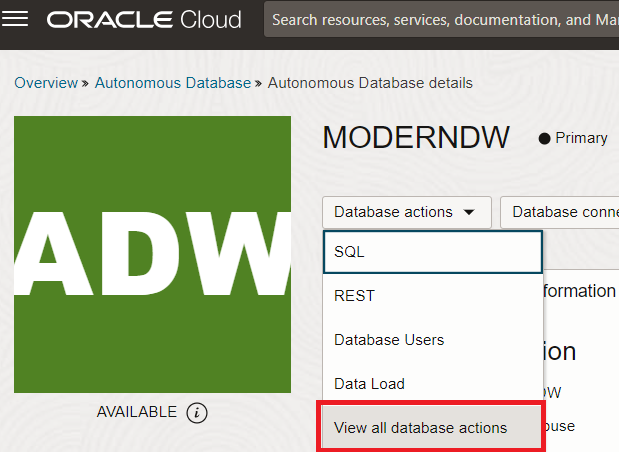 ORACLE Cloud
Search resources, services, documentation, and Ma
Overview » Autonomous Database » Autonomous Database details
ADW
MODERNDW
Primary
Database actions
Database conne
SQL
REST
formation
Database Users
ion
Data Load
DW
AVAILABLE i
View all database actions
ouse